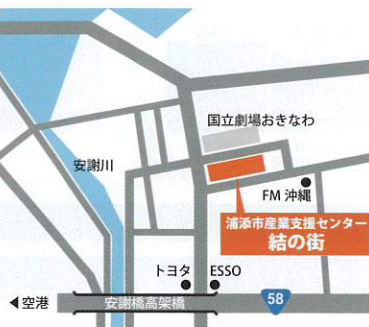 国立劇場おきなわ
安謝川
FM 沖縄
浦添市産業支援センター
結の街
トヨタ
ESSO
◀空港
安謝橋高架橋
58